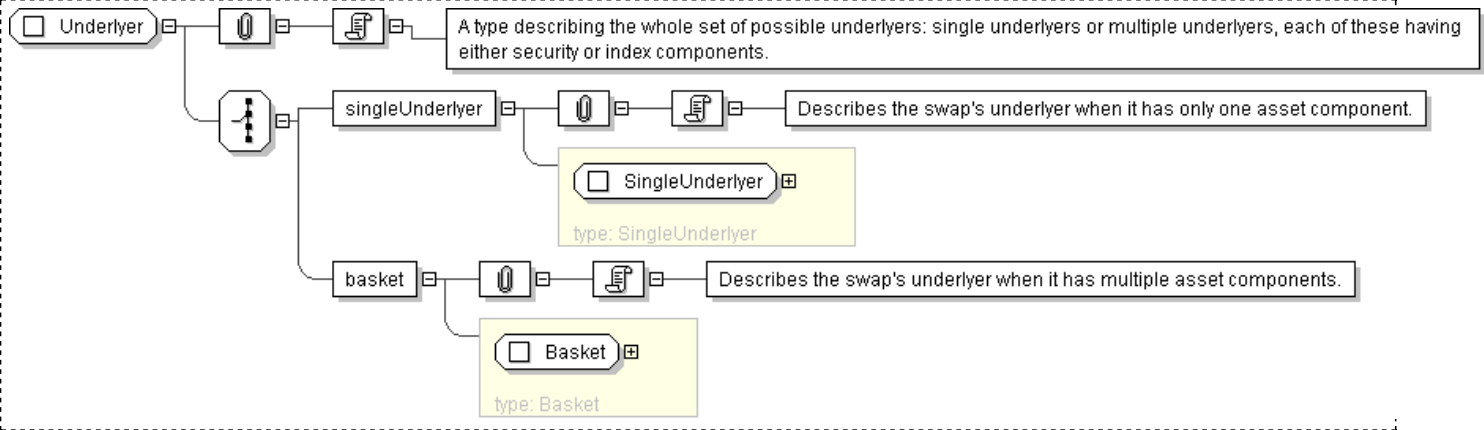 Underlyer
A type describing the whole set of possible underlyers: single underlyers or multiple underlyers, each of these having
either security or index components.
singleUnderlyer
Describes the swap's underlyer when it has only one asset component.
SingleUnderlyer
type: SingleUnderlyer
basket
Describes the swap's underlyer when it has multiple asset components.
Basket
type: Basket